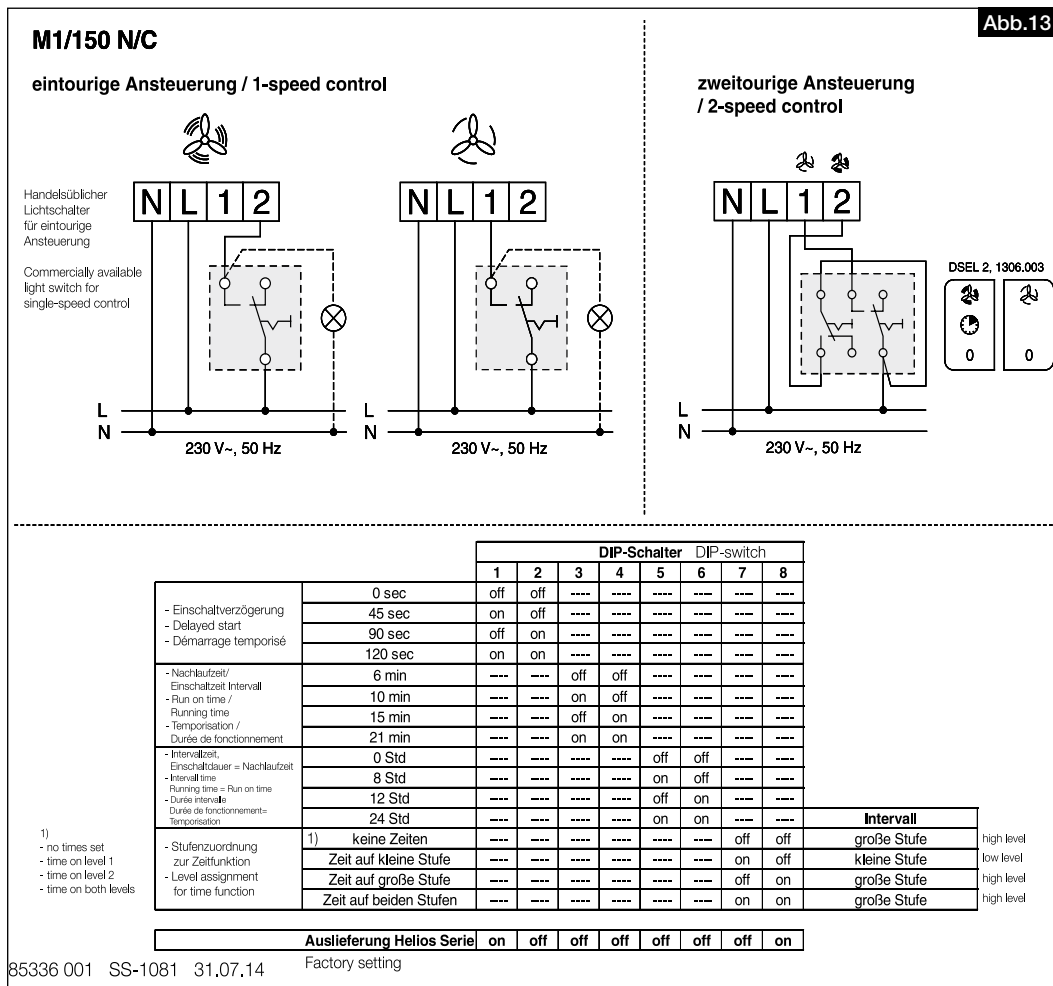 Abb.13
M1/150 N/C
eintourige Ansteuerung / 1-speed control
zweitourige Ansteuerung
/ 2-speed control
Handelsüblicher
Lichtschalter
für eintourige
Ansteuerung
Commercially available
light switch for
single-speed control
N L 1 2
N L 1 2
N L 1 2
DSEL 2, 1306.003
0 0
L
N
230 V~, 50 Hz
L
N
230 V~, 50 Hz
L
N
230 V~, 50 Hz
DIP-Schalter DIP-switch
1 2 3 4 5 6 7 8
- Einschaltverzögerung
- Delayed start
- Démarrage temporisé
0 sec off off ---- ---- ---- ---- ---- ----
45 sec on off ---- ---- ---- ---- ---- ----
90 sec off on ---- ---- ---- ---- ---- ----
120 sec on on ---- ---- ---- ---- ---- ----
- Nachlaufzeit/
Einschaltzeit Intervall
- Run on time /
Running time
- Temporisation /
Durée de fonctionnement
6 min ---- ---- off off ---- ---- ---- ----
10 min ---- ---- on off ---- ---- ---- ----
15 min ---- ---- off on ---- ---- ---- ----
21 min ---- ---- on on ---- ---- ---- ----
- Intervallzeit,
Einschaltdauer = Nachlaufzeit
- Intervall time
Running time = Run on time
- Durée intervalle
Durée de fonctionnement=
Temporisation
0 Std ---- ---- ---- ---- off off ---- ----
8 Std ---- ---- ---- ---- on off ---- ----
12 Std ---- ---- ---- ---- off on ---- ----
24 Std ---- ---- ---- ---- on on ---- ---- Intervall
1)
- no times set
- time on level 1
- time on level 2
- time on both levels
- Stufenzuordnung
zur Zeitfunktion
- Level assignment
for time function
1) keine Zeiten ---- ---- ---- ---- ---- ---- off off große Stufe high level
Zeit auf kleine Stufe ---- ---- ---- ---- ---- ---- on off kleine Stufe low level
Zeit auf große Stufe ---- ---- ---- ---- ---- ---- off on große Stufe high level
Zeit auf beiden Stufen ---- ---- ---- ---- ---- ---- on on große Stufe high level
Auslieferung Helios Serie on off off off off off off on
Factory setting
85336 001 SS-1081 31.07.14